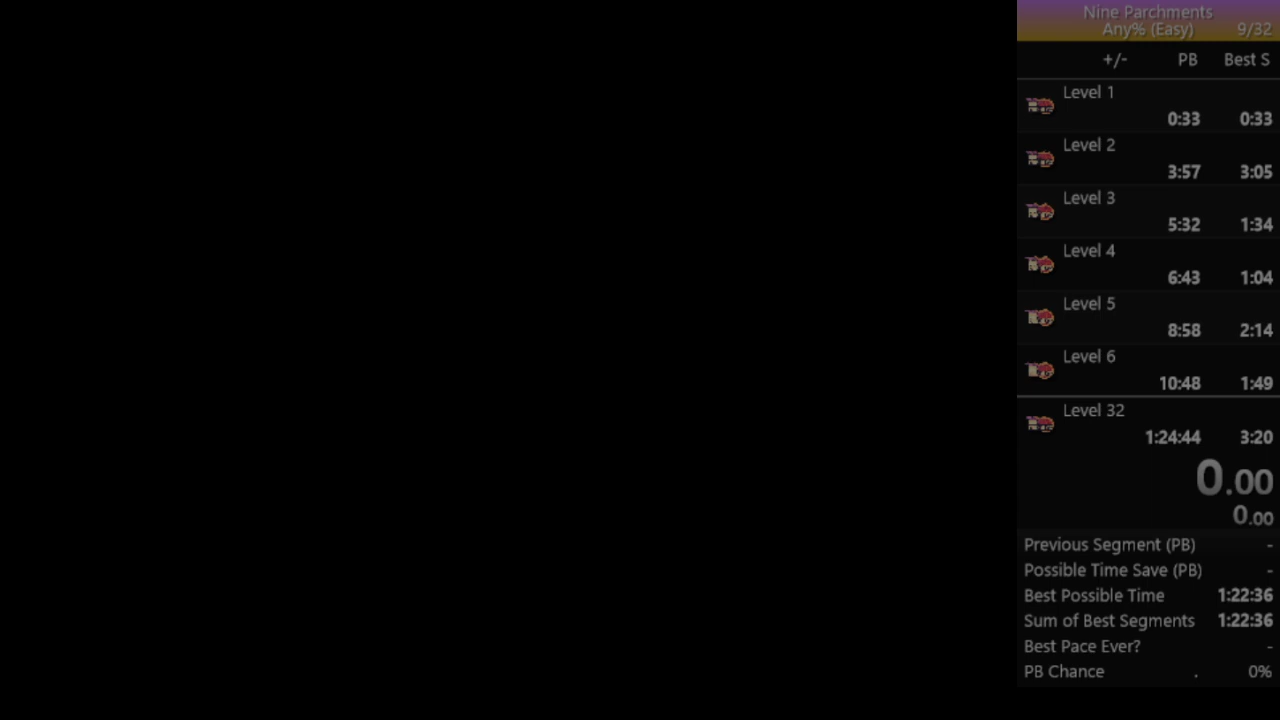 Nine Parchments
Any% (Easy) 9/32
+/- PB Best S
Level 1
0:33 0:33
Level 2
3:57 3:05
Level 3
5:32 1:34
Level 4
6:43 1:04
Level 5
8:58 2:14
Level 6
10:48 1:49
Level 32
1:24:44 3:20
0.00
0.00
Previous Segment (PB) -
Possible Time Save (PB) -
Best Possible Time 1:22:36
Sum of Best Segments 1:22:36
Best Pace Ever? -
PB Chance . 0%